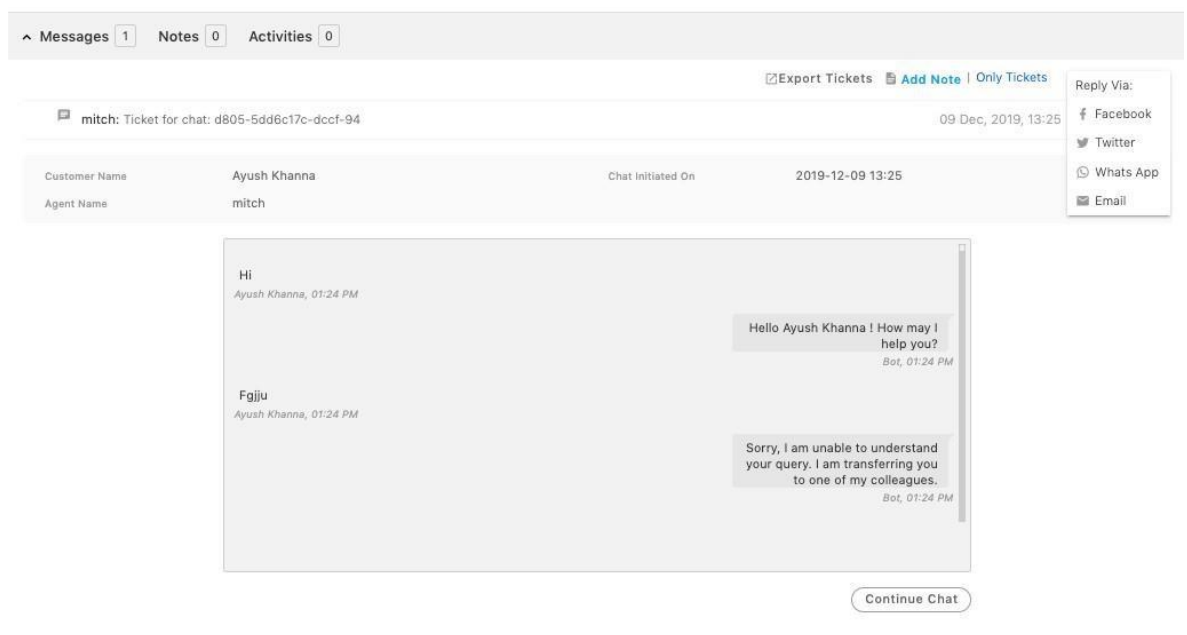 Messages 1 Notes 0 Activities 0
Export Tickets Add Note | Only Tickets
Reply Via:
Facebook
Twitter
Whats App
Email
mitch: Ticket for chat: d805-5dd6c17c-dccf-94
09 Dec, 2019, 13:25
Customer Name Ayush Khanna Chat Initiated On 2019-12-09 13:25
Agent Name mitch
Hi
Ayush Khanna, 01:24 PM
Hello Ayush Khanna ! How may I
help you?
Bot, 01:24 PM
Fgjju
Ayush Khanna, 01:24 PM
Sorry, I am unable to understand
your query. I am transferring you
to one of my colleagues.
Bot, 01:24 PM
Continue Chat